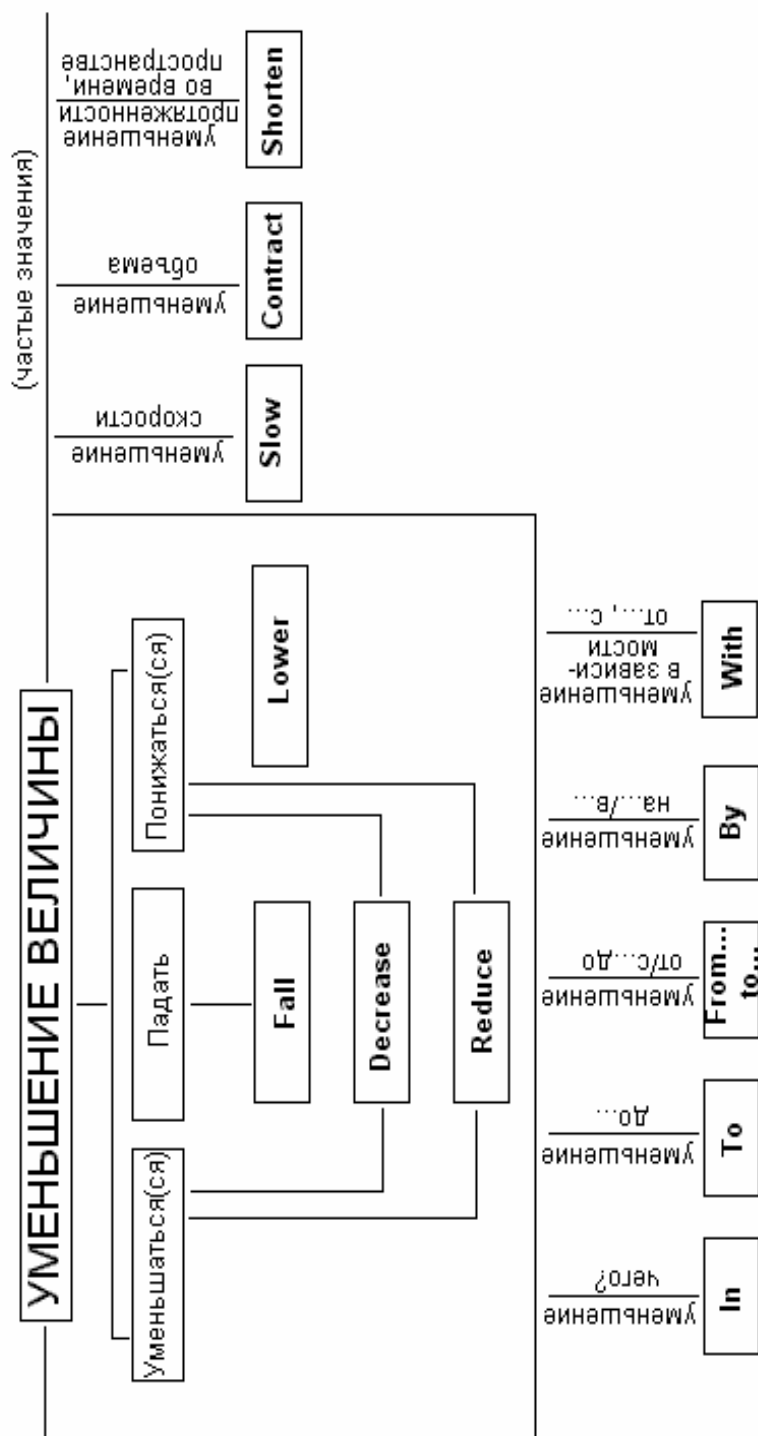 УМЕНЬШЕНИЕ ВЕЛИЧИНЫ
(частые значения)
Уменьшаться(ся)
Падать
Понижаться(ся)
Fall
Lower
Decrease
Reduce
уменьшение
скорости
Slow
уменьшение
объема
Contract
уменьшение
протяженности
во времени,
пространстве
Shorten
уменьшение
чего?
In
уменьшение
до...
To
уменьшение
от/с...до
From...
to...
уменьшение
на.../в...
By
уменьшение
в зависи-
мости
от..., с...
With